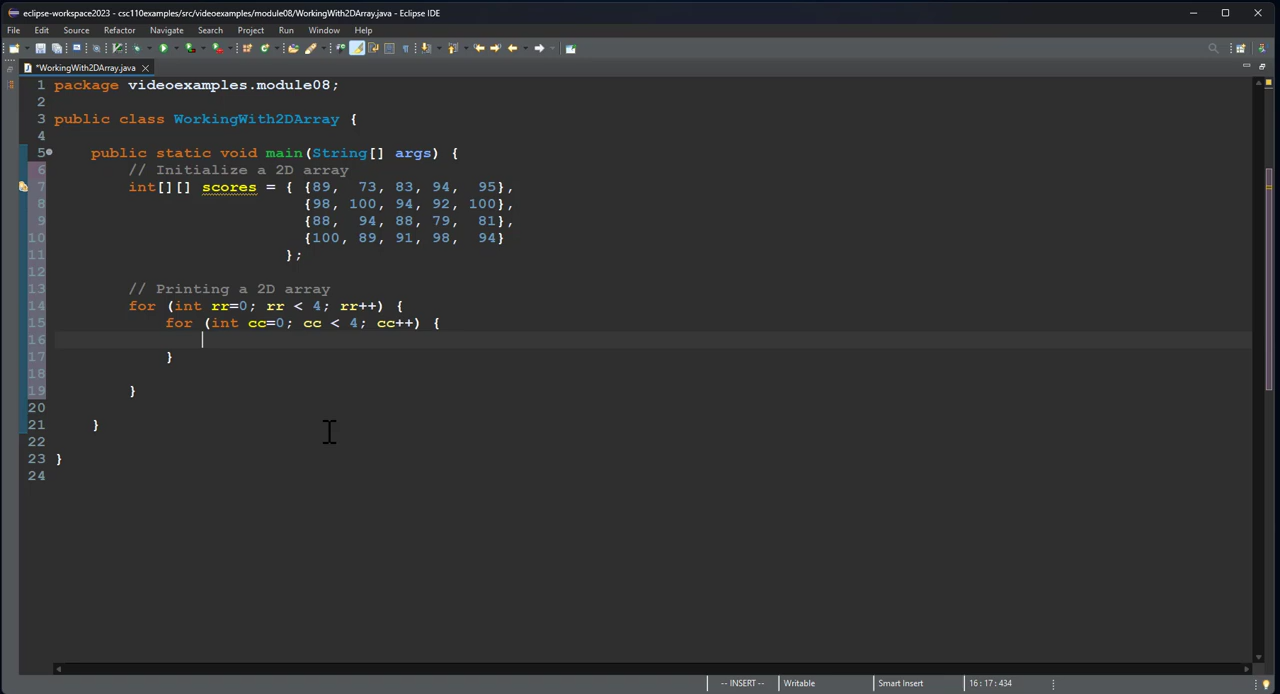 eclipse-workspace2023 - csc110examples/src/videoexamples/module08/WorkingWith2DArray.java - Eclipse IDE
File Edit Source Refactor Navigate Search Project Run Window Help
*WorkingWith2DArray.java
1 package videoexamples.module08;
2
3 public class WorkingWith2DArray {
4
5 public static void main(String[] args) {
6 // Initialize a 2D array
7 int[][] scores = { {89, 73, 83, 94, 95},
8 {98, 100, 94, 92, 100},
9 {88, 94, 88, 79, 81},
10 {100, 89, 91, 98, 94}
11 };
12
13 // Printing a 2D array
14 for (int rr=0; rr < 4; rr++) {
15 for (int cc=0; cc < 4; cc++) {
16
17 }
18
19 }
20
21 }
22
23 }
24
-- INSERT -- Writable Smart Insert 16 : 17 : 434